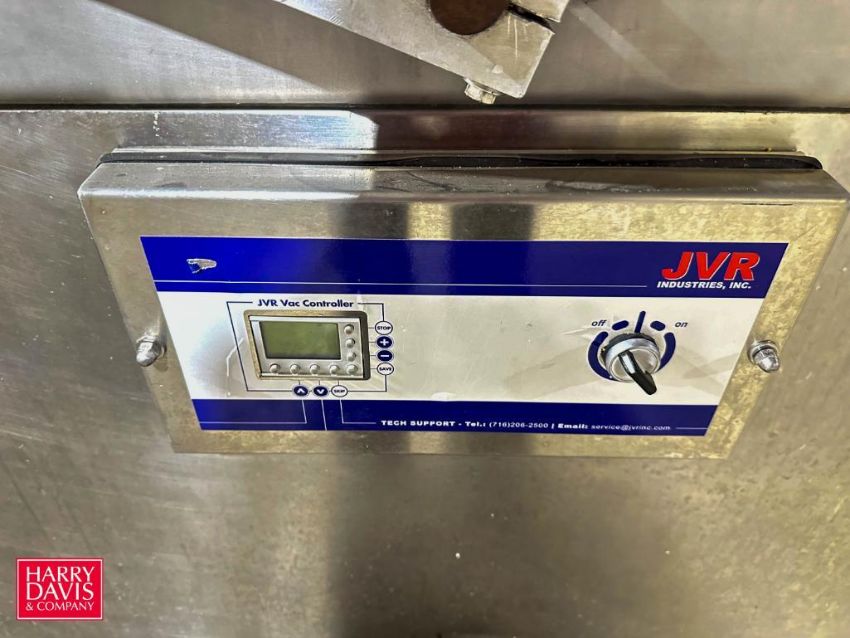 JVR
INDUSTRIES, INC.
JVR Vac Controller
off
on
STOP
+
-
SAVE
SKIP
TECH SUPPORT - Tel.: (716)206-2500 | Email: service@jvrinc.com
HARRY
DAVIS
& COMPANY